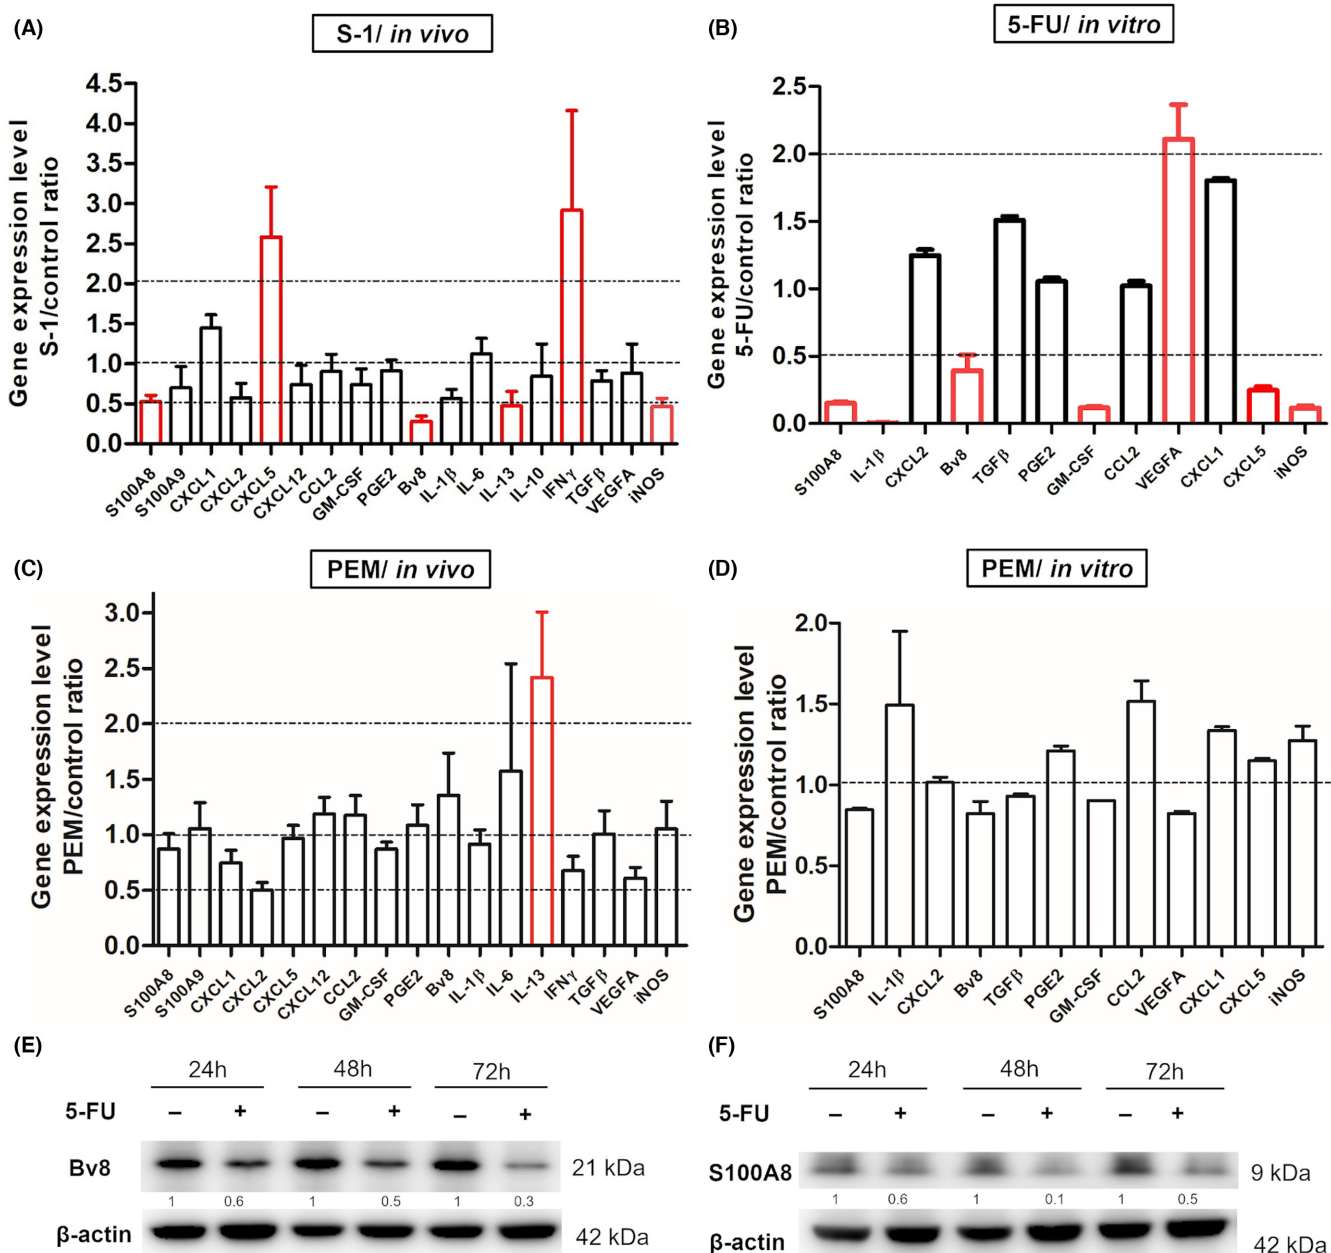 (A)
S-1/ in vivo
Gene expression level
S-1/control ratio
4.5
4.0
3.5
3.0
2.5
2.0
1.5
1.0
0.5
0.0
S100A8
S100A9
CXCL1
CXCL2
CXCL5
CXCL12
CCL2
GM-CSF
PGE2
Bv8
IL-1β
IL-6
IL-13
IL-10
IFNγ
TGFβ
VEGFA
iNOS
(B)
5-FU/ in vitro
Gene expression level
5-FU/control ratio
2.5
2.0
1.5
1.0
0.5
0.0
S100A8
IL-1β
CXCL2
Bv8
TGFβ
PGE2
GM-CSF
CCL2
VEGFA
CXCL1
CXCL5
iNOS
(C)
PEM/ in vivo
Gene expression level
PEM/control ratio
3.0
2.5
2.0
1.5
1.0
0.5
0.0
S100A8
S100A9
CXCL1
CXCL2
CXCL5
CXCL12
CCL2
GM-CSF
PGE2
Bv8
IL-1β
IL-6
IL-13
IFNγ
TGFβ
VEGFA
iNOS
(D)
PEM/ in vitro
Gene expression level
PEM/control ratio
2.0
1.5
1.0
0.5
0.0
S100A8
IL-1β
CXCL2
Bv8
TGFβ
PGE2
GM-CSF
CCL2
VEGFA
CXCL1
CXCL5
iNOS
(E)
24h 48h 72h
5-FU – + – + – +
Bv8 21 kDa
1 0.6 1 0.5 1 0.3
β-actin 42 kDa
(F)
24h 48h 72h
5-FU – + – + – +
S100A8 9 kDa
1 0.6 1 0.1 1 0.5
β-actin 42 kDa